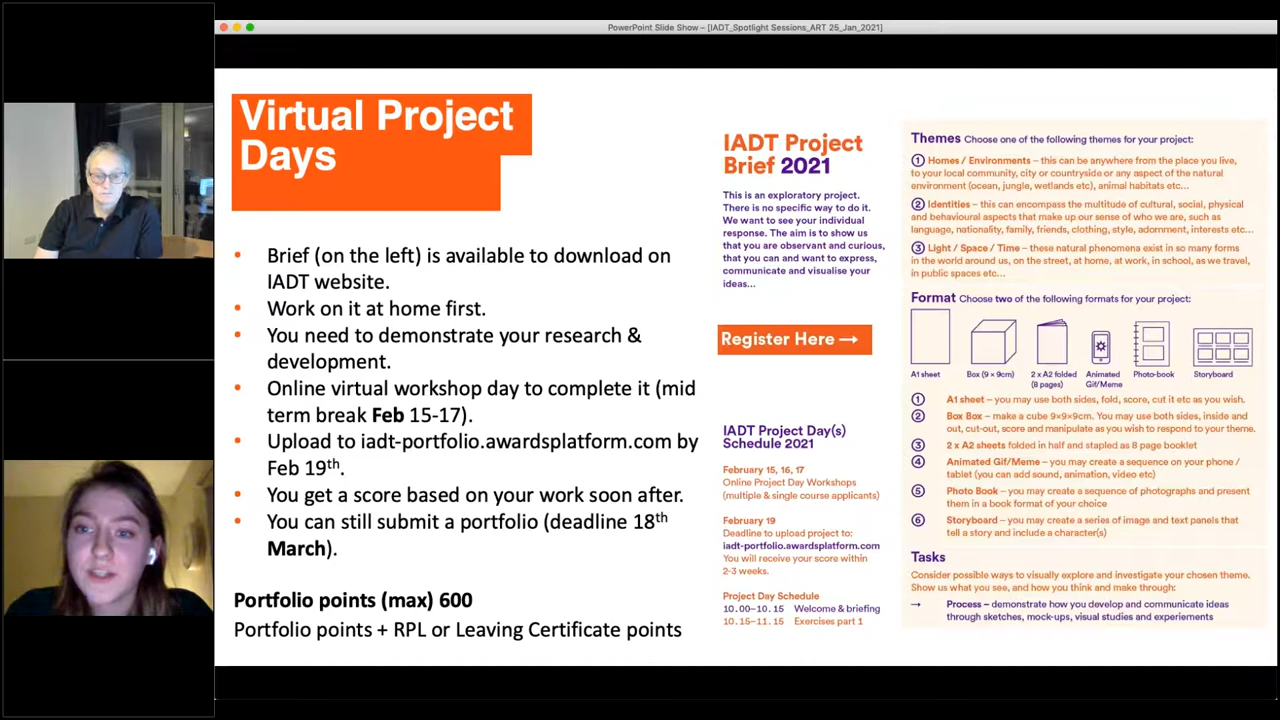 PowerPoint Slide Show – [IADT_Spotlight Sessions_ART 25_Jan_2021]
Virtual Project
Days
• Brief (on the left) is available to download on
IADT website.
• Work on it at home first.
• You need to demonstrate your research &
development.
• Online virtual workshop day to complete it (mid
term break Feb 15-17).
• Upload to iadt-portfolio.awardsplatform.com by
Feb 19th.
• You get a score based on your work soon after.
• You can still submit a portfolio (deadline 18th
March).
Portfolio points (max) 600
Portfolio points + RPL or Leaving Certificate points
IADT Project
Brief 2021
This is an exploratory project.
There is no specific way to do it.
We want to see your individual
response. The aim is to show us
that you are observant and curious,
that you can and want to express,
communicate and visualise your
ideas...
Register Here →
IADT Project Day(s)
Schedule 2021
February 15, 16, 17
Online Project Day Workshops
(multiple & single course applicants)
February 19
Deadline to upload project to:
iadt-portfolio.awardsplatform.com
You will receive your score within
2-3 weeks.
Project Day Schedule
10.00–10.15 Welcome & briefing
10.15–11.15 Exercises part 1
Themes Choose one of the following themes for your project:
1 Homes / Environments – this can be anywhere from the place you live,
to your local community, city or countryside or any aspect of the natural
environment (ocean, jungle, wetlands etc), animal habitats etc...
2 Identities – this can encompass the multitude of cultural, social, physical
and behavioural aspects that make up our sense of who we are, such as
language, nationality, family, friends, clothing, style, adornment, interests etc...
3 Light / Space / Time – these natural phenomena exist in so many forms
in the world around us, on the street, at home, at work, in school, as we travel,
in public spaces etc...
Format Choose two of the following formats for your project:
A1 sheet
Box (9 × 9cm)
2 x A2 folded
(8 pages)
Animated
Gif/Meme
Photo-book
Storyboard
1 A1 sheet – you may use both sides, fold, score, cut it etc as you wish.
2 Box Box – make a cube 9×9×9cm. You may use both sides, inside and
out, cut-out, score and manipulate as you wish to respond to your theme.
3 2 x A2 sheets folded in half and stapled as 8 page booklet
4 Animated Gif/Meme – you may create a sequence on your phone /
tablet (you can add sound, animation, video etc)
5 Photo Book – you may create a sequence of photographs and present
them in a book format of your choice
6 Storyboard – you may create a series of image and text panels that
tell a story and include a character(s)
Tasks
Consider possible ways to visually explore and investigate your chosen theme.
Show us what you see, and how you think and make through:
→ Process – demonstrate how you develop and communicate ideas
through sketches, mock-ups, visual studies and experiements